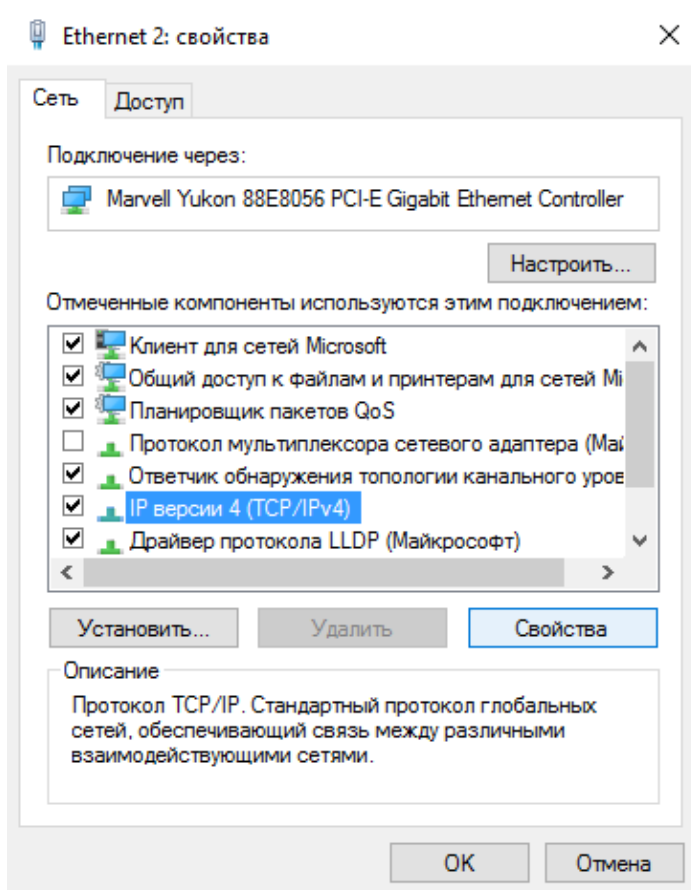 Ethernet 2: свойства
Сеть
Доступ
Подключение через:
Marvell Yukon 88E8056 PCI-E Gigabit Ethernet Controller
Настроить...
Отмеченные компоненты используются этим подключением:
Клиент для сетей Microsoft
Общий доступ к файлам и принтерам для сетей Mi
Планировщик пакетов QoS
Протокол мультиплексора сетевого адаптера (Май
Ответчик обнаружения топологии канального уров
IP версии 4 (TCP/IPv4)
Драйвер протокола LLDP (Майкрософт)
Установить...
Удалить
Свойства
Описание
Протокол TCP/IP. Стандартный протокол глобальных
сетей, обеспечивающий связь между различными
взаимодействующими сетями.
OK
Отмена